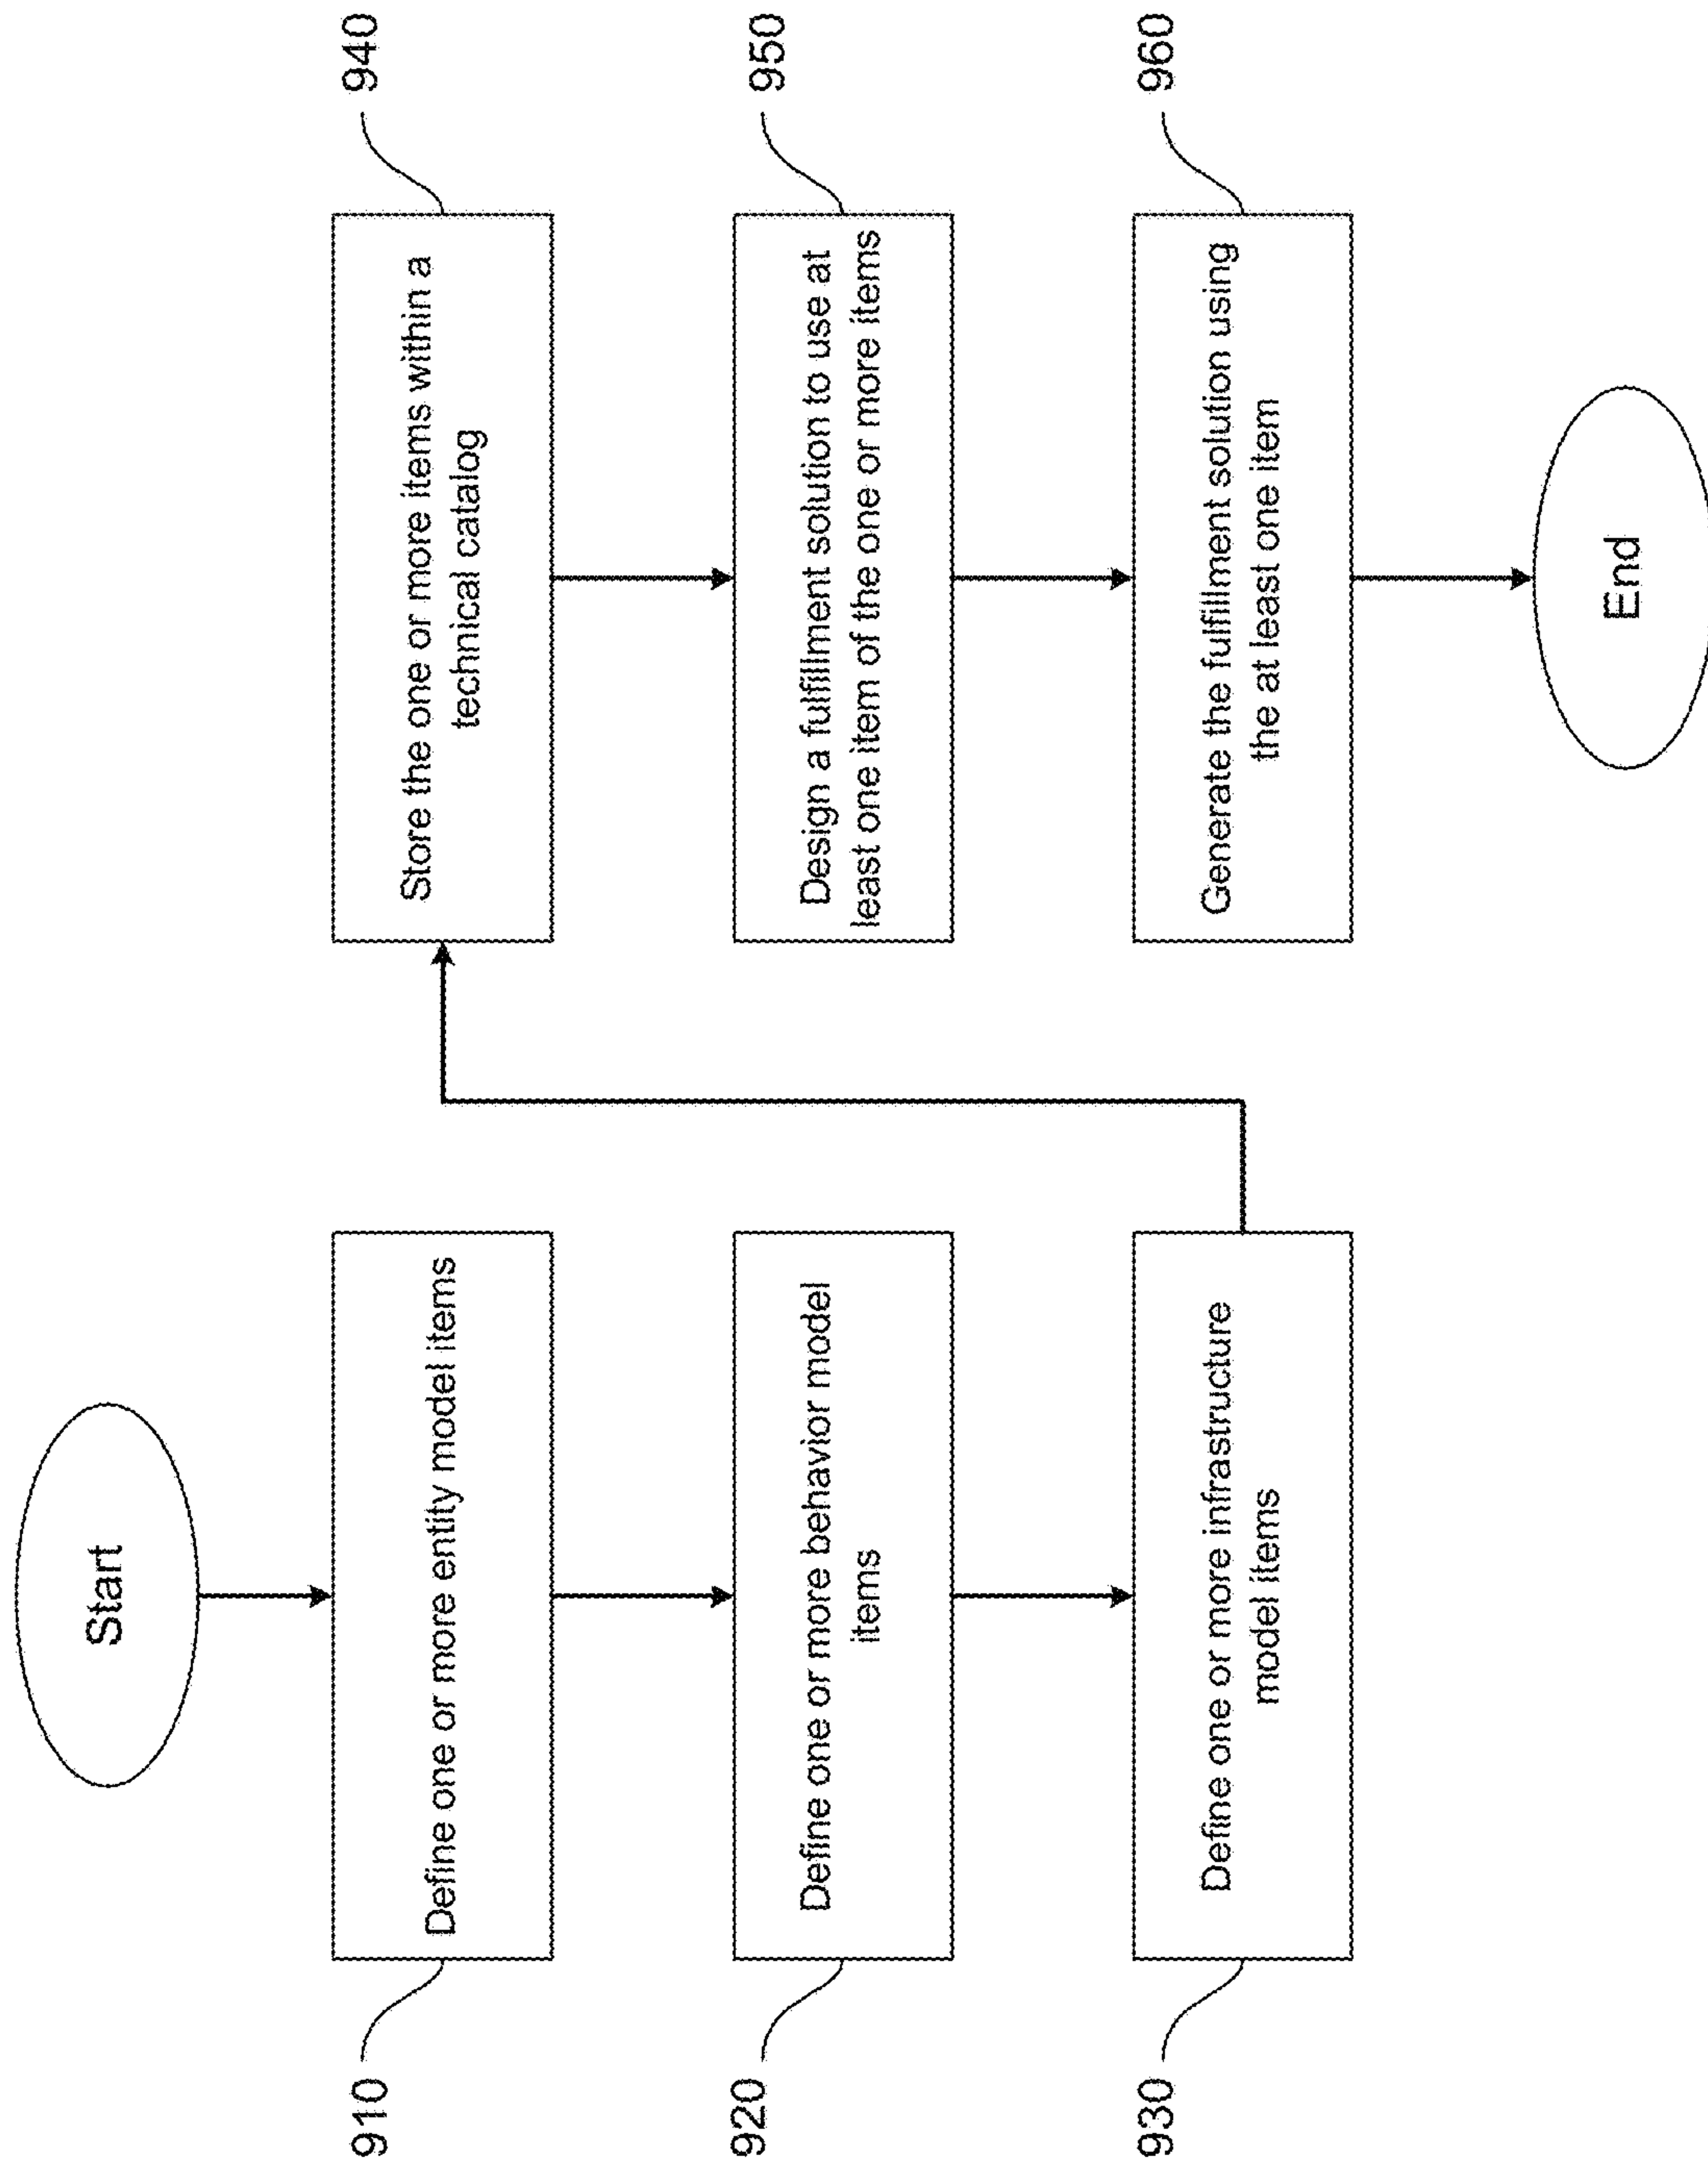 Start
910
Define one or more entity model items
920
Define one or more behavior model
items
930
Define one or more infrastructure
model items
940
Store the one or more items within a
technical catalog
950
Design a fulfillment solution to use at
least one item of the one or more items
960
Generate the fulfillment solution using
the at least one item
End